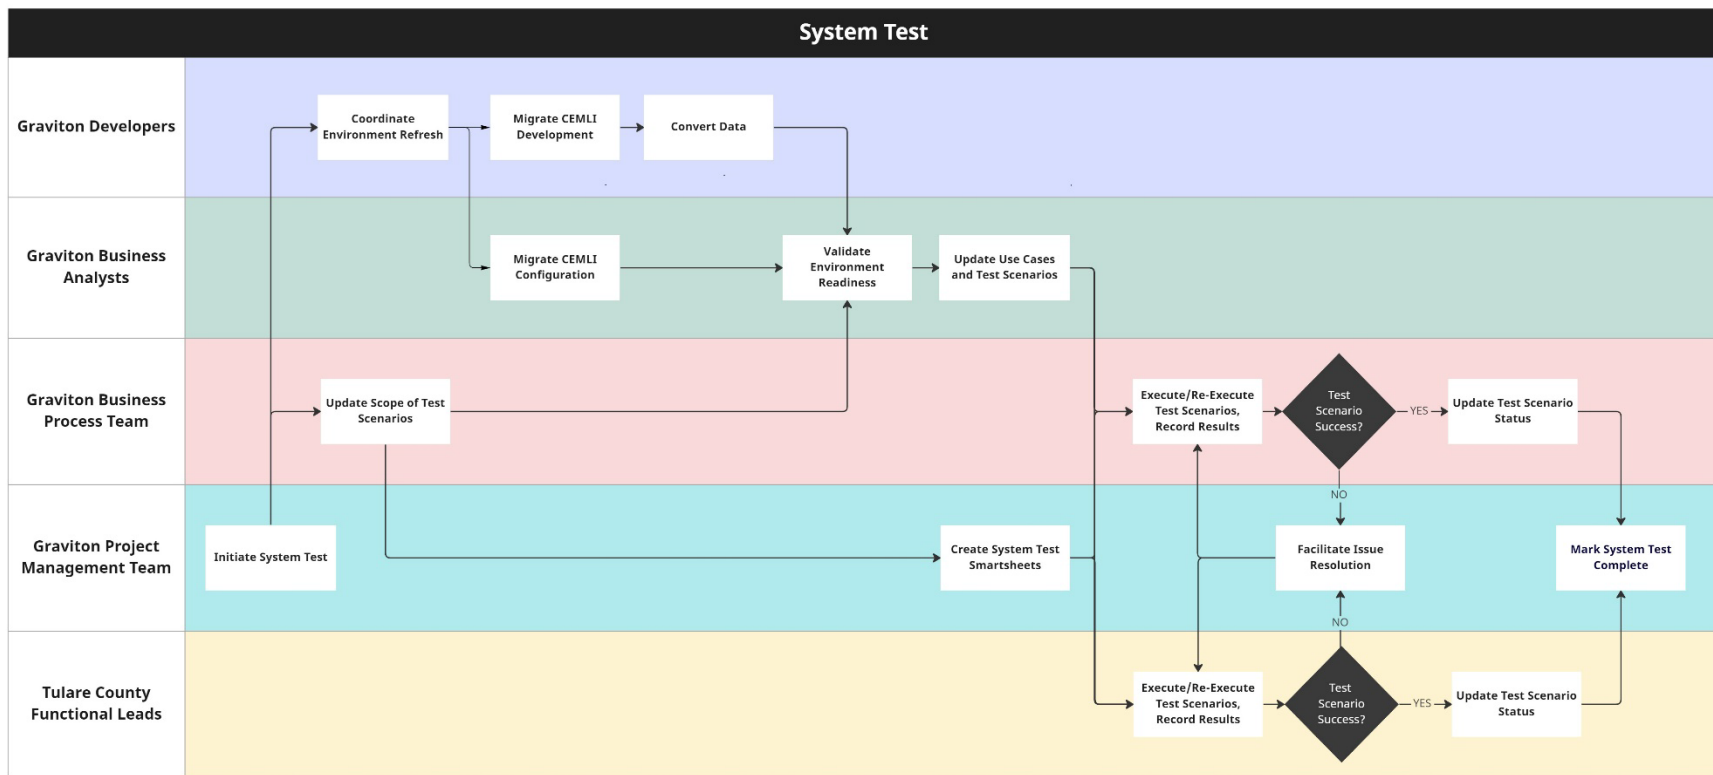 System Test
Graviton Developers
Coordinate
Environment Refresh
Migrate CEMLI
Development
Convert Data
Graviton Business
Analysts
Migrate CEMLI
Configuration
Validate
Environment
Readiness
Update Use Cases
and Test Scenarios
Graviton Business
Process Team
Update Scope of Test
Scenarios
Execute/Re-Execute
Test Scenarios,
Record Results
Test
Scenario
Success?
YES
Update Test Scenario
Status
NO
Graviton Project
Management Team
Initiate System Test
Create System Test
Smartsheets
Facilitate Issue
Resolution
Mark System Test
Complete
NO
Tulare County
Functional Leads
Execute/Re-Execute
Test Scenarios,
Record Results
Test
Scenario
Success?
YES
Update Test Scenario
Status